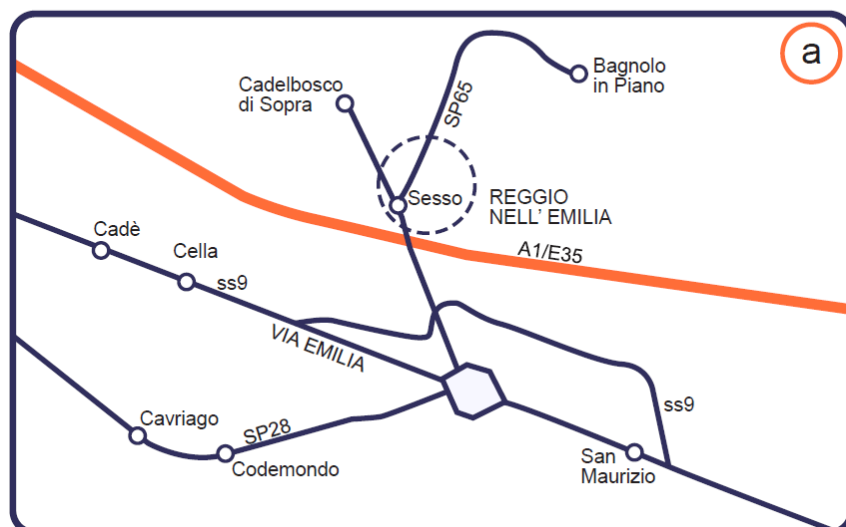 a
Bagnolo
in Piano
Cadelbosco
di Sopra
SP65
Sesso
REGGIO
NELL' EMILIA
A1/E35
Cadè
Cella
ss9
VIA EMILIA
ss9
Cavriago
SP28
Codemondo
San
Maurizio